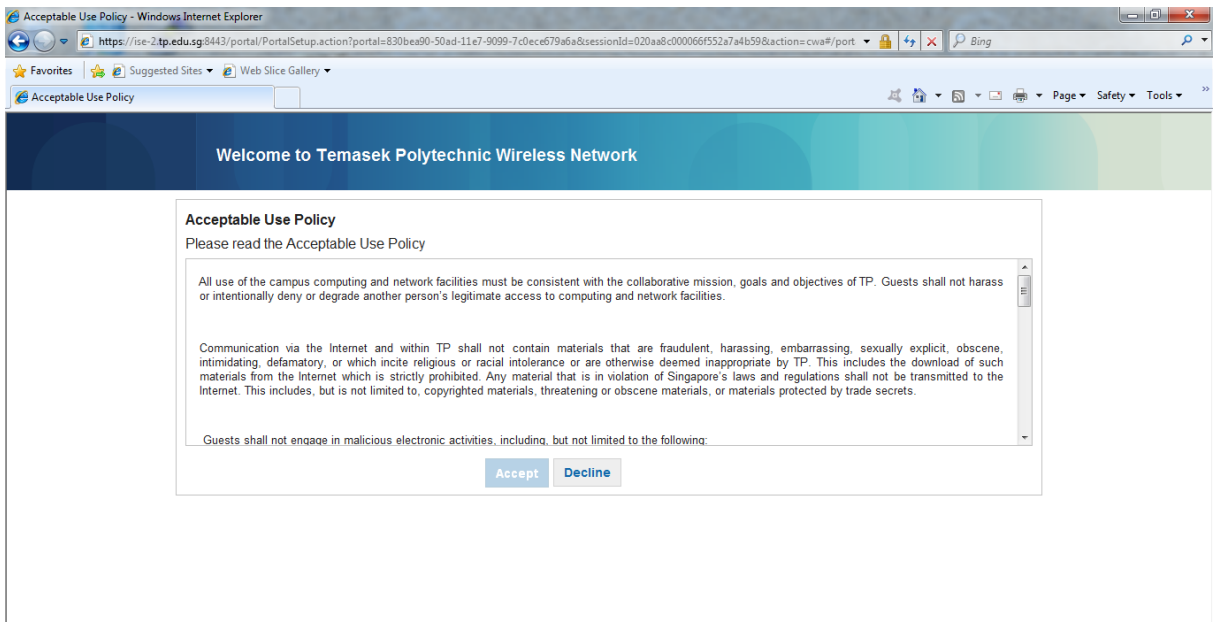 Acceptable Use Policy - Windows Internet Explorer
https://ise-2.tp.edu.sg:8443/portal/PortalSetup.action?portal=830bea90-50ad-11e7-9099-7c0ece679a6a&sessionId=020aa8c000066f552a7a4b59&action=cwa#/port Bing
Favorites Suggested Sites Web Slice Gallery
Acceptable Use Policy Page Safety Tools
Welcome to Temasek Polytechnic Wireless Network
Acceptable Use Policy
Please read the Acceptable Use Policy
All use of the campus computing and network facilities must be consistent with the collaborative mission, goals and objectives of TP. Guests shall not harass
or intentionally deny or degrade another person's legitimate access to computing and network facilities.
Communication via the Internet and within TP shall not contain materials that are fraudulent, harassing, embarrassing, sexually explicit, obscene,
intimidating, defamatory, or which incite religious or racial intolerance or are otherwise deemed inappropriate by TP. This includes the download of such
materials from the Internet which is strictly prohibited. Any material that is in violation of Singapore's laws and regulations shall not be transmitted to the
Internet. This includes, but is not limited to, copyrighted materials, threatening or obscene materials, or materials protected by trade secrets.
Guests shall not engage in malicious electronic activities, including, but not limited to the following:
Accept Decline